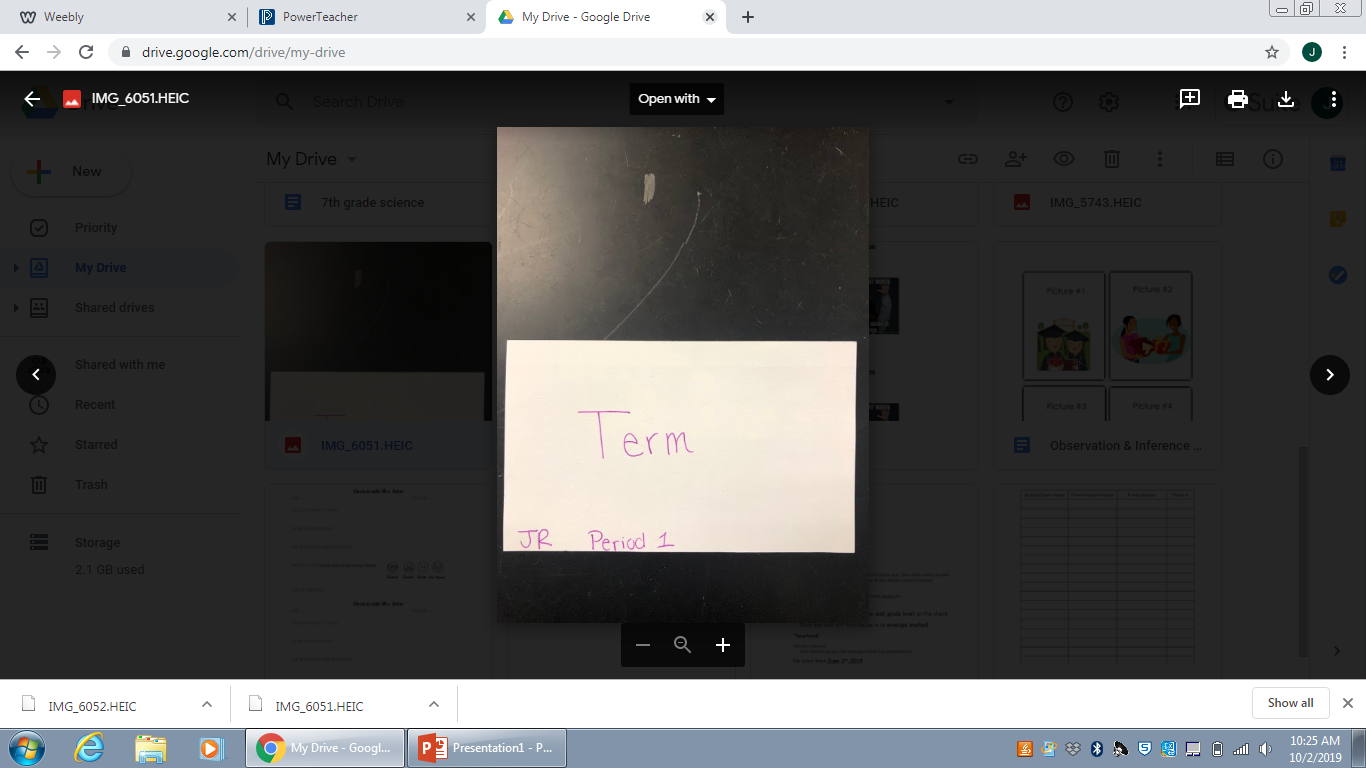 Weebly
PowerTeacher
My Drive - Google Drive
drive.google.com/drive/my-drive
J
IMG_6051.HEIC
Open with
Search Drive
New
My Drive
Priority
My Drive
Shared drives
Shared with me
Recent
Starred
Trash
Storage
2.1 GB used
7th grade science
HEIC
IMG_5743.HEIC
IMG_6051.HEIC
Picture #1
Picture #2
Picture #3
Picture #4
Observation & Inference ...
Term
JR Period 1
IMG_6052.HEIC
IMG_6051.HEIC
Show all
My Drive - Googl...
Presentation1 - P...
10:25 AM
10/2/2019